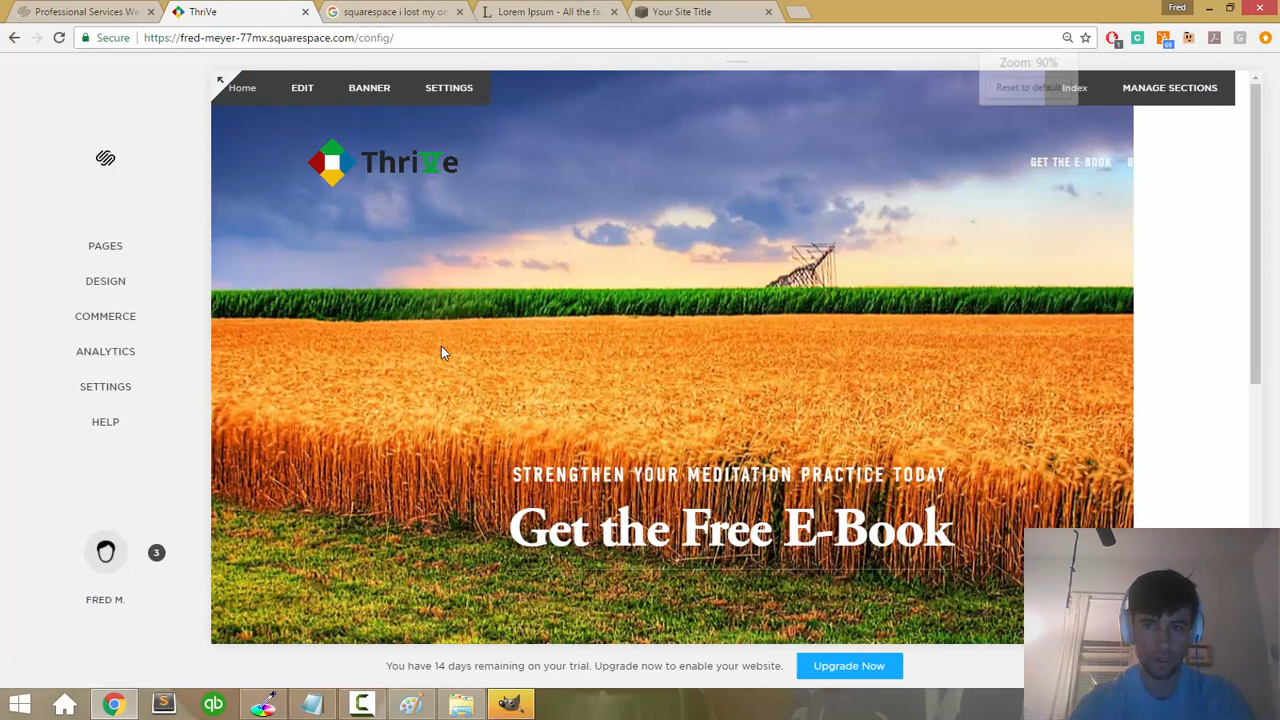 Professional Services We
ThriVe
squarespace i lost my on
Lorem Ipsum - All the fa
Your Site Title
Fred
Secure
https://fred-meyer-77mx.squarespace.com/config/
1
69
Zoom: 90%
Reset to default
Home
EDIT
BANNER
SETTINGS
Index
MANAGE SECTIONS
ThriVe
GET THE E-BOOK
PAGES
DESIGN
COMMERCE
ANALYTICS
SETTINGS
HELP
STRENGTHEN YOUR MEDITATION PRACTICE TODAY
Get the Free E-Book
3
FRED M.
You have 14 days remaining on your trial. Upgrade now to enable your website.
Upgrade Now